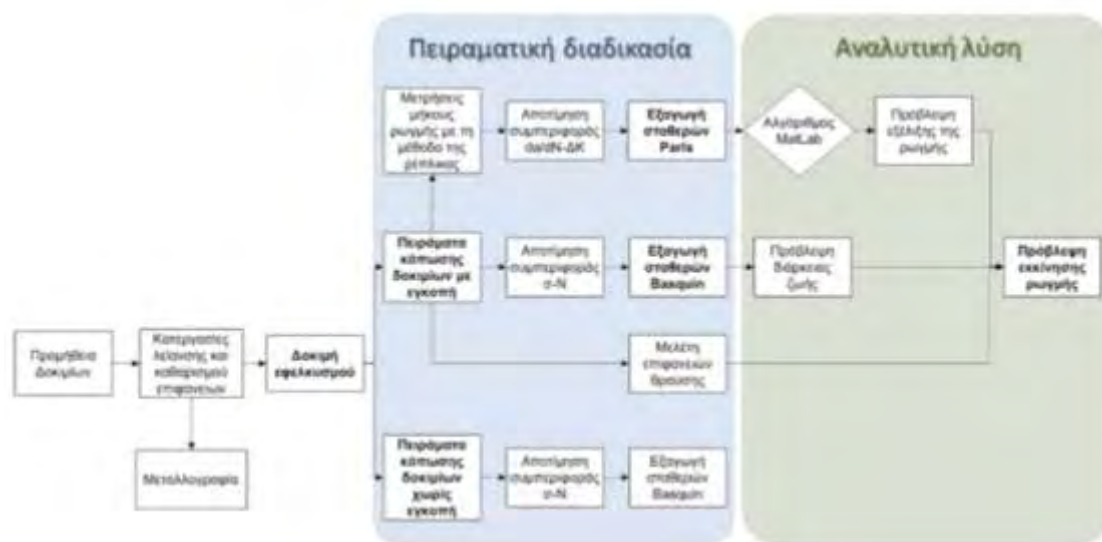 Πειραματική διαδικασία
Αναλυτική λύση
Μετρήσεις
μήκους
ρωγμής με τη
μέθοδο της
ρέπλικας
Αποτίμηση
συμπεριφοράς
da/dN-ΔK
Εξαγωγή
σταθερών
Paris
Αλγόριθμος
MatLab
Πρόβλεψη
εξέλιξης της
ρωγμής
Πειράματα
κόπωσης
δοκιμίων με
εγκοπή
Αποτίμηση
συμπεριφοράς
σ-N
Εξαγωγή
σταθερών
Basquin
Πρόβλεψη
διάρκειας
ζωής
Πρόβλεψη
εκκίνησης
ρωγμής
Προμήθεια
Δοκιμίων
Κατεργασίες
λείανσης και
καθαρισμού
επιφανειών
Δοκιμή
εφελκυσμού
Μελέτη
επιφανειών
θραύσης
Μεταλλογραφία
Πειράματα
κόπωσης
δοκιμίων
χωρίς
εγκοπή
Αποτίμηση
συμπεριφοράς
σ-N
Εξαγωγή
σταθερών
Basquin